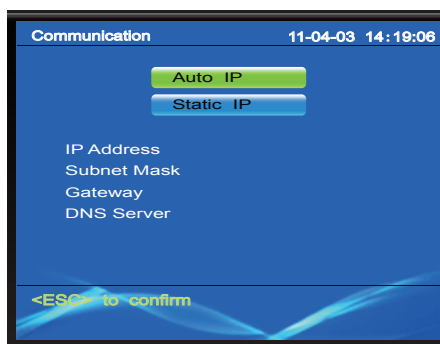 Communication 11-04-03 14:19:06
Auto IP
Static IP
IP Address
Subnet Mask
Gateway
DNS Server
<ESC> to confirm